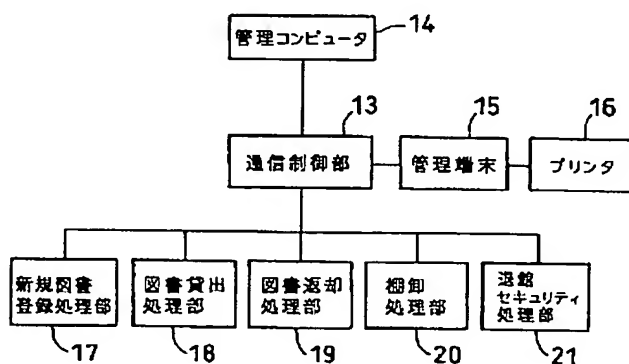 管理コンピュータ
14
13
15
16
通信制御部
管理端末
プリンタ
新規図書
登録処理部
図書貸出
処理部
図書返却
処理部
棚卸
処理部
退館
セキュリティ
処理部
17
18
19
20
21